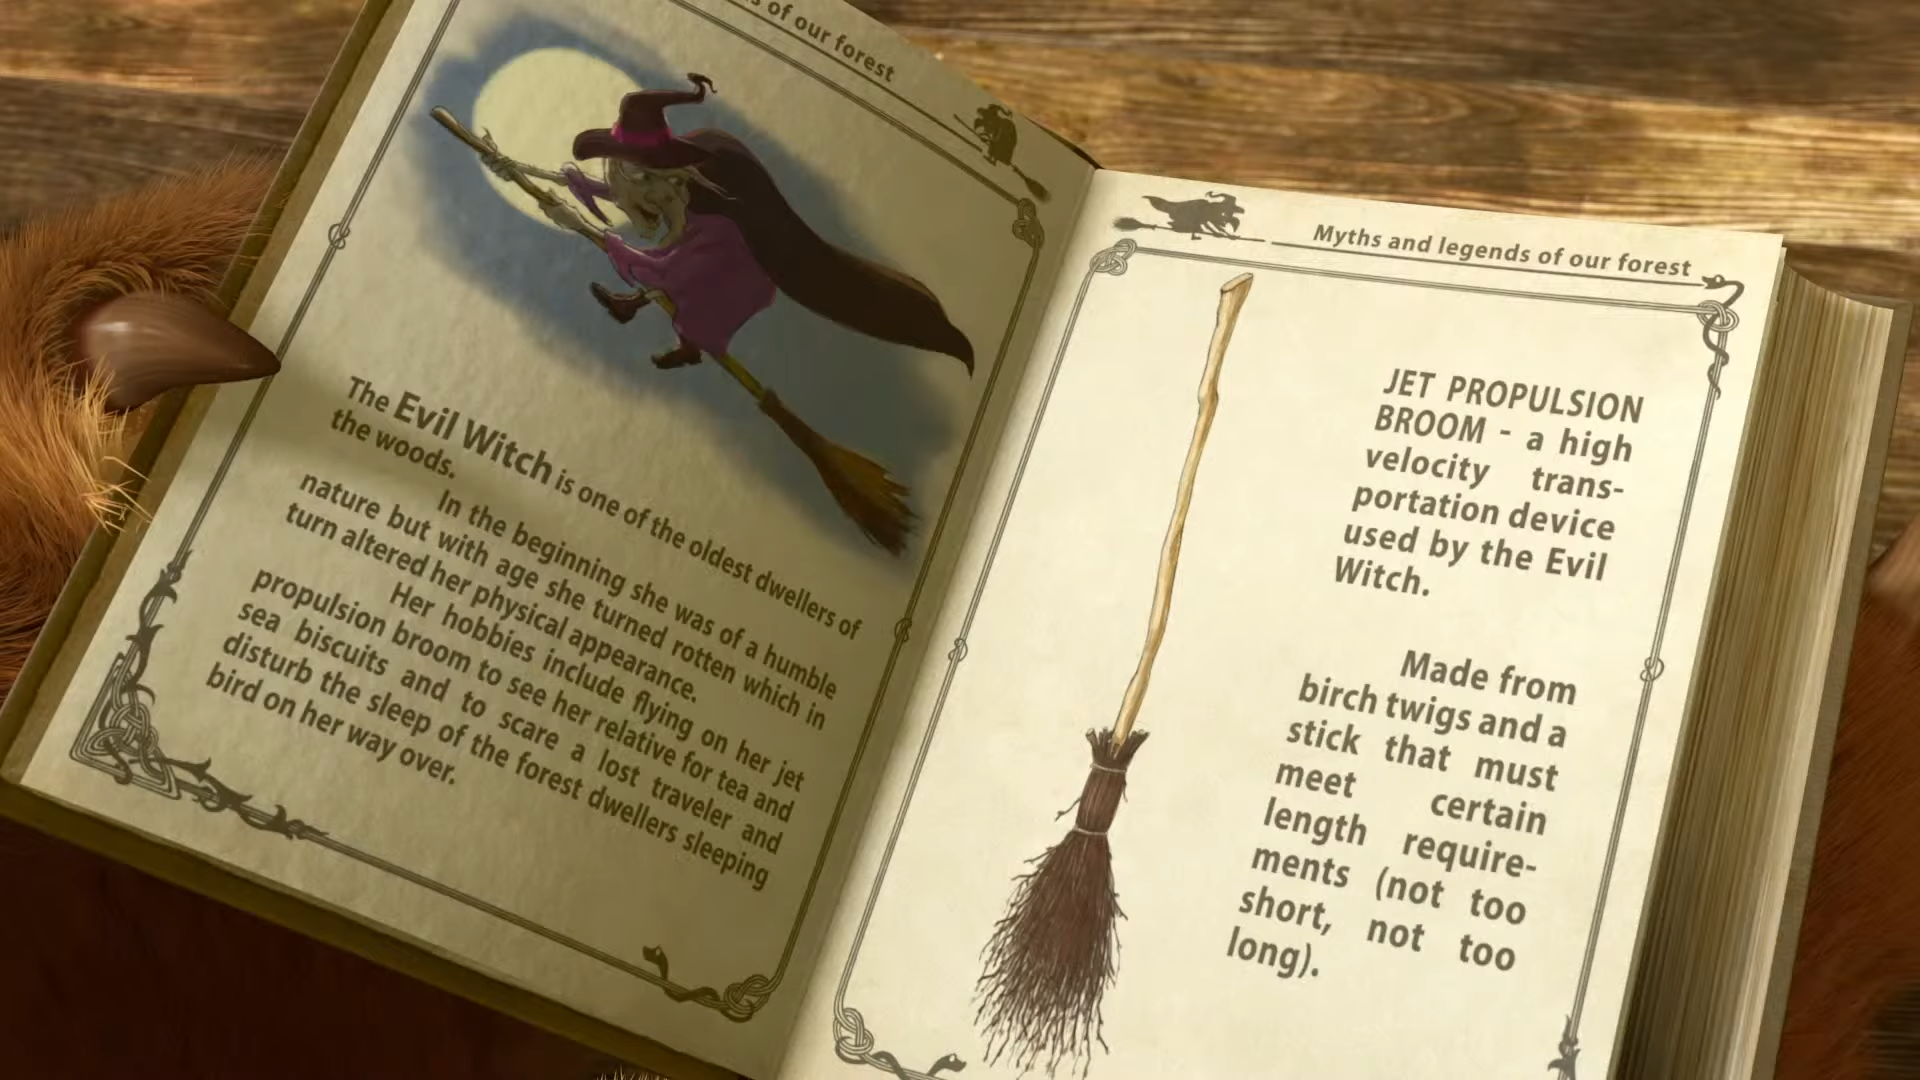 of our forest
The Evil Witch is one of the oldest dwellers of
the woods.
In the beginning she was of a humble
nature but with age she turned rotten which in
turn altered her physical appearance.
Her hobbies include flying on her jet
propulsion broom to see her relative for tea and
sea biscuits and to scare a lost traveler and
disturb the sleep of the forest dwellers sleeping
bird on her way over.
Myths and legends of our forest
JET PROPULSION
BROOM - a high
velocity trans-
portation device
used by the Evil
Witch.
Made from
birch twigs and a
stick that must
meet certain
length require-
ments (not too
short, not too
long).